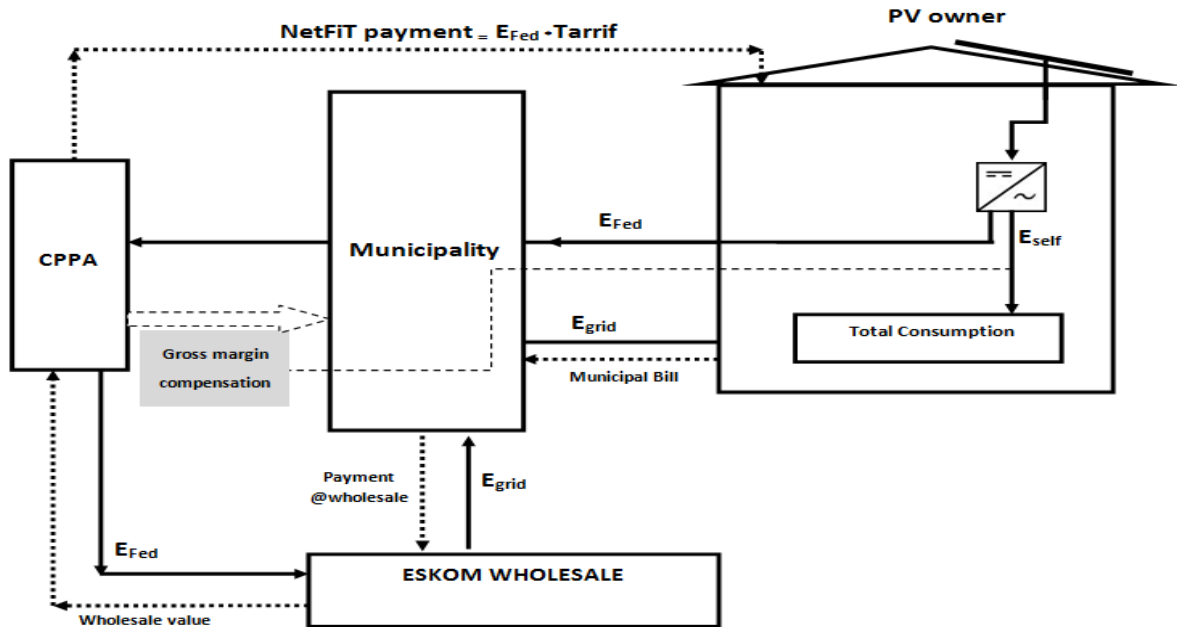 PV owner
NetFiT payment = EFed *Tarrif
CPPA
Municipality
EFed
Eself
Egrid
Total Consumption
Gross margin
compensation
Municipal Bill
Payment
@wholesale
Egrid
EFed
ESKOM WHOLESALE
Wholesale value